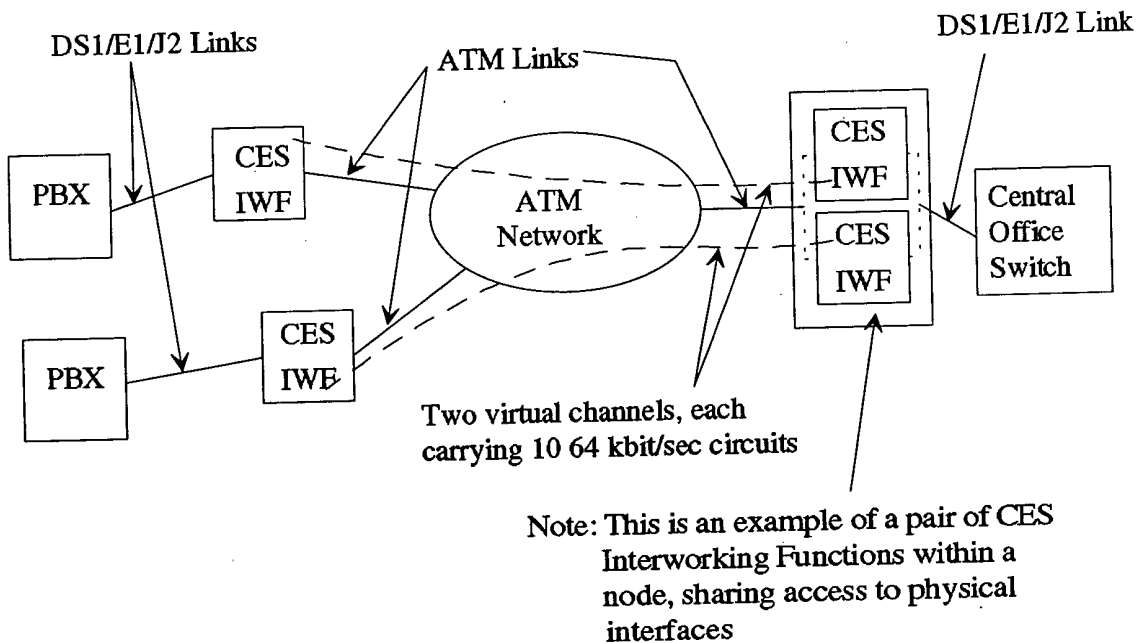 DS1/E1/J2 Links
DS1/E1/J2 Link
ATM Links
CES
IWF
PBX
ATM
Network
CES
IWF
CES
IWF
Central
Office
Switch
CES
IWF
PBX
Two virtual channels, each
carrying 10 64 kbit/sec circuits
Note: This is an example of a pair of CES
Interworking Functions within a
node, sharing access to physical
interfaces